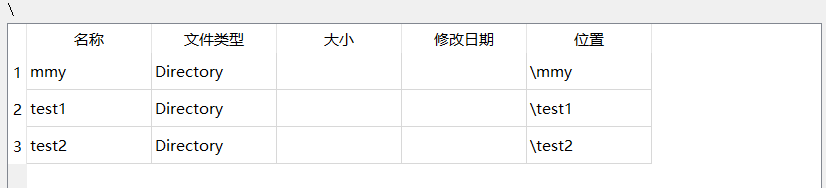 \
名称 文件类型 大小 修改日期 位置
1 mmy Directory \mmy
2 test1 Directory \test1
3 test2 Directory \test2